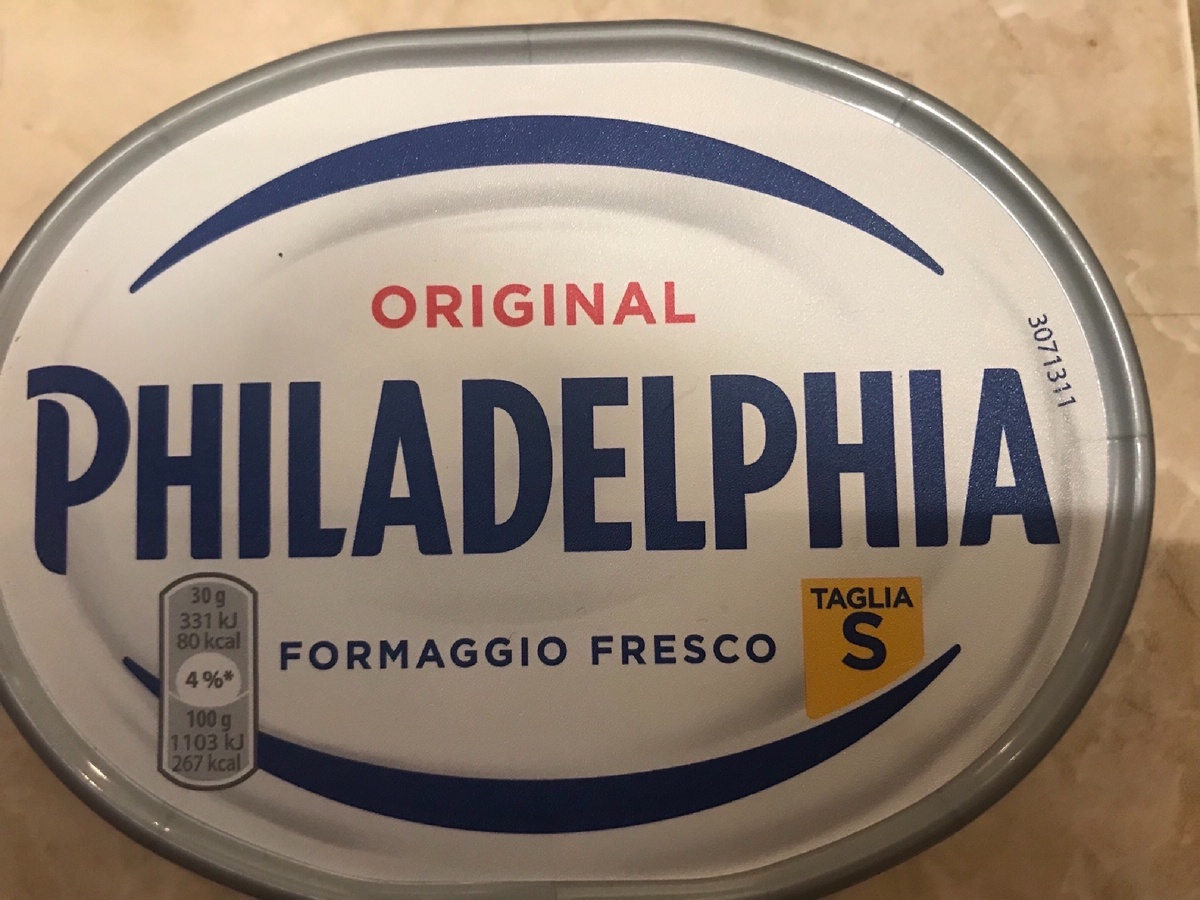 ORIGINAL
3071311
PHILADELPHIA
30 g
331 kJ
80 kcal
4 %*
100 g
1103 kJ
267 kcal
FORMAGGIO FRESCO
TAGLIA
S